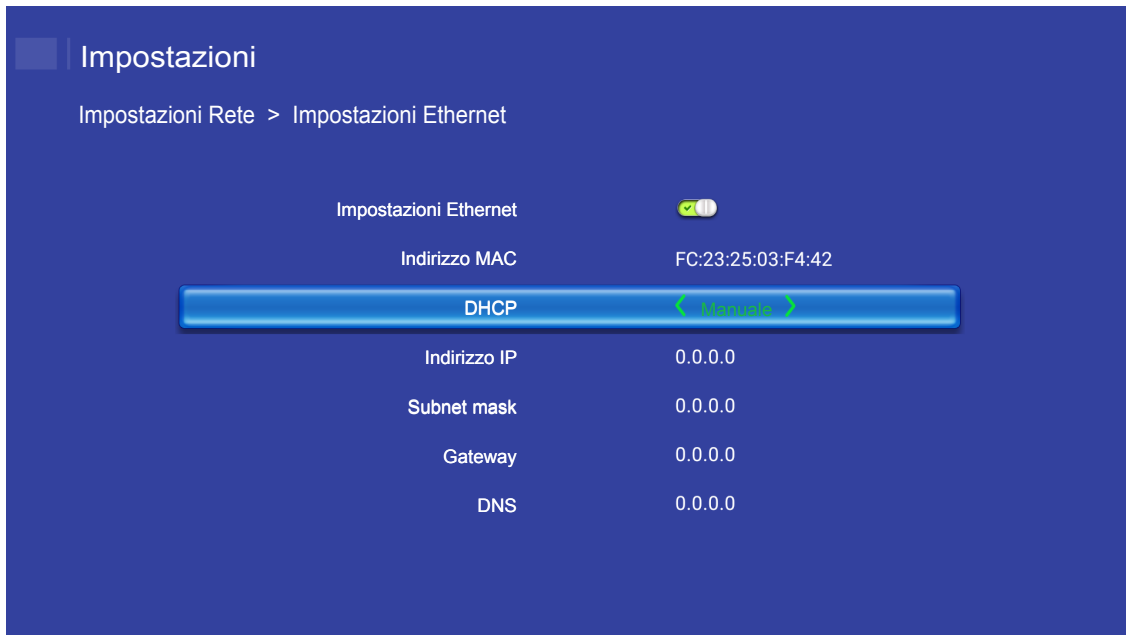 Impostazioni
Impostazioni Rete > Impostazioni Ethernet
Impostazioni Ethernet
Indirizzo MAC FC:23:25:03:F4:42
DHCP < Manuale >
Indirizzo IP 0.0.0.0
Subnet mask 0.0.0.0
Gateway 0.0.0.0
DNS 0.0.0.0